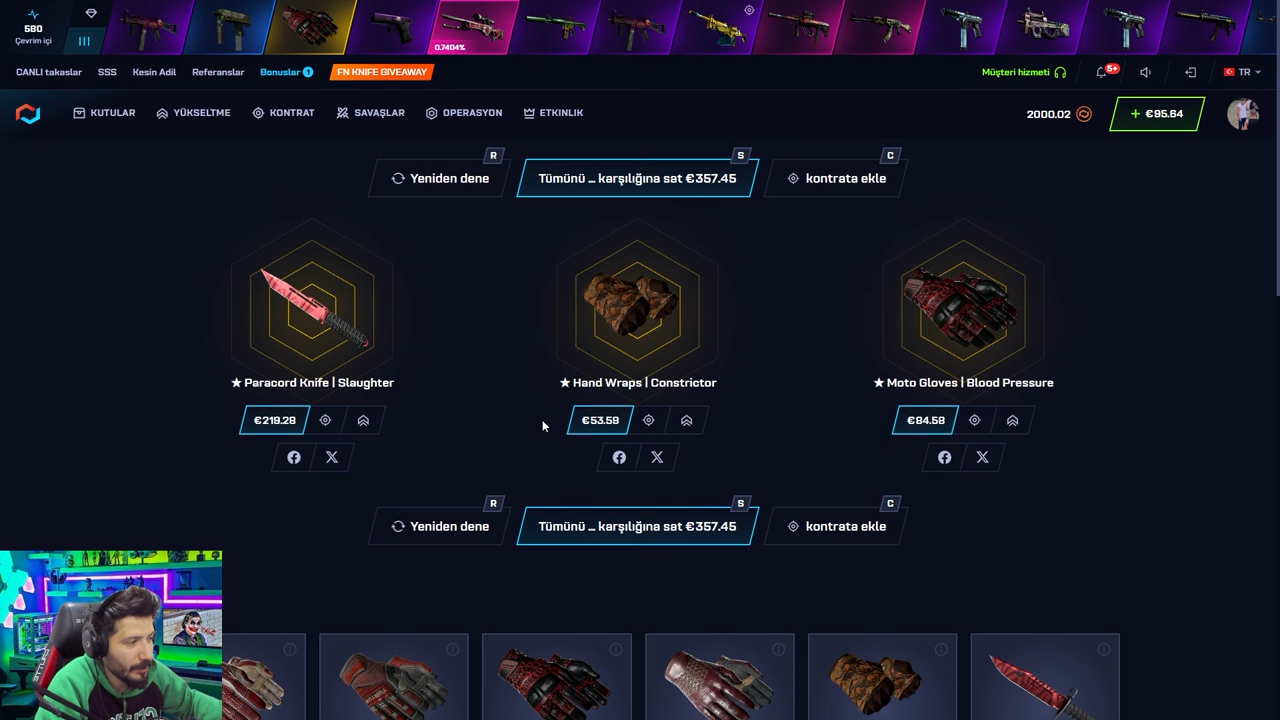 580
Çevrim içi
0.7404%
CANLI takaslar
SSS
Kesin Adil
Referanslar
Bonuslar 1
FN KNIFE GIVEAWAY
Müşteri hizmeti
5+
TR
KUTULAR
YÜKSELTME
KONTRAT
SAVAŞLAR
OPERASYON
ETKINLIK
2000.02
+ €95.64
R
Yeniden dene
S
Tümünü ... karşılığına sat €357.45
C
kontrata ekle
★ Paracord Knife | Slaughter
★ Hand Wraps | Constrictor
★ Moto Gloves | Blood Pressure
€219.28
€53.59
€84.58
R
Yeniden dene
S
Tümünü ... karşılığına sat €357.45
C
kontrata ekle